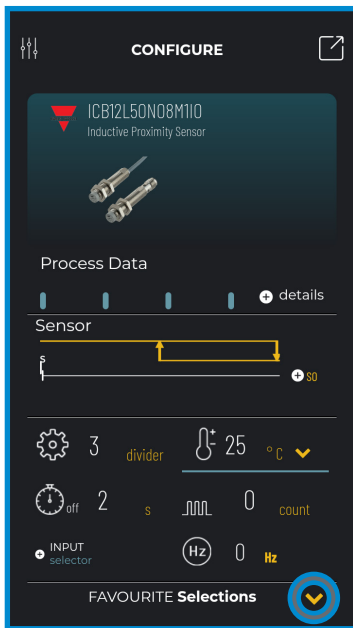 CONFIGURE
ICB12L50N08M1IO
Inductive Proximity Sensor
Process Data
details
Sensor
s
so
3 divider 25 °C
off 2 s 0 count
INPUT
selector
Hz 0 Hz
FAVOURITE Selections